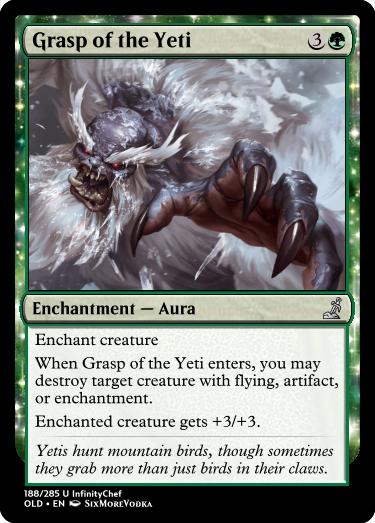 Grasp of the Yeti 3
Enchantment — Aura
Enchant creature
When Grasp of the Yeti enters, you may
destroy target creature with flying, artifact,
or enchantment.
Enchanted creature gets +3/+3.
Yetis hunt mountain birds, though sometimes
they grab more than just birds in their claws.
188/285 U InfinityChef
OLD • EN SixMoreVodka